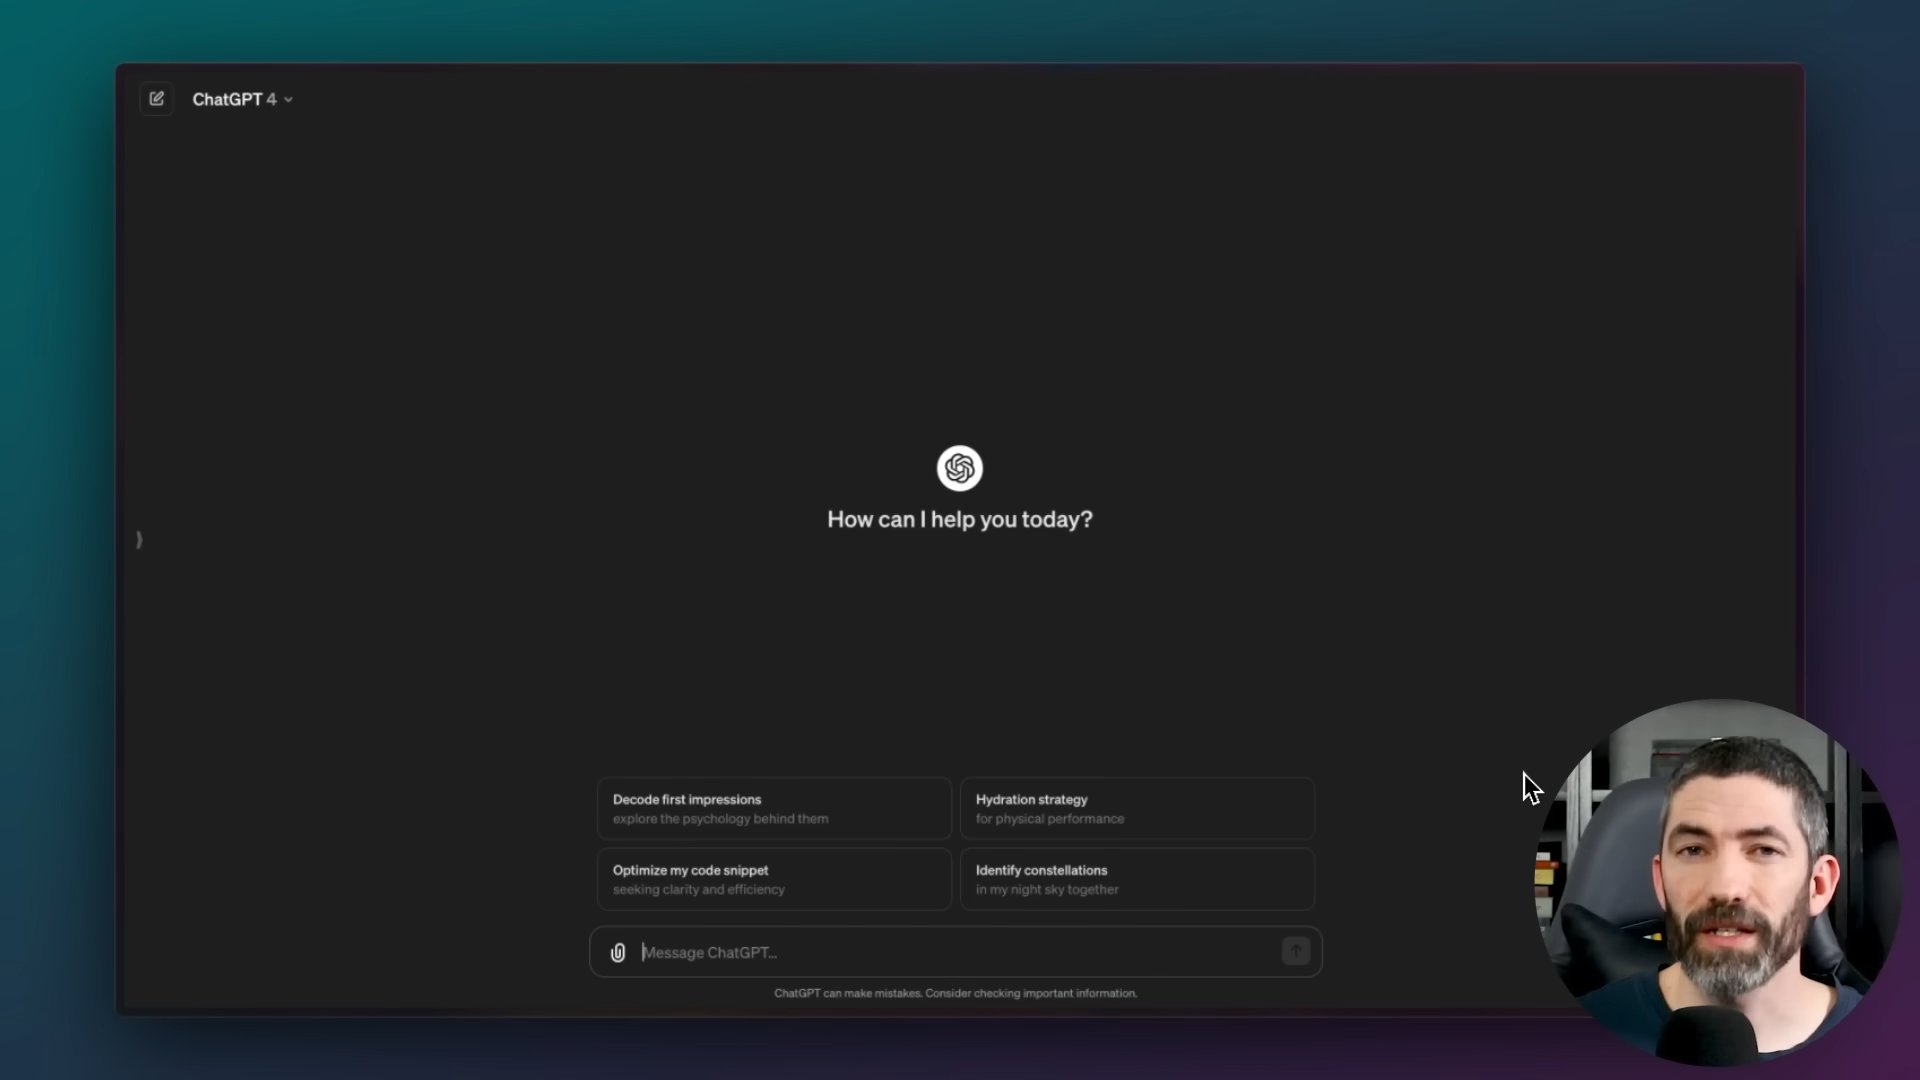 ChatGPT 4
How can I help you today?
Decode first impressions
explore the psychology behind them
Hydration strategy
for physical performance
Optimize my code snippet
seeking clarity and efficiency
Identify constellations
in my night sky together
Message ChatGPT...
ChatGPT can make mistakes. Consider checking important information.